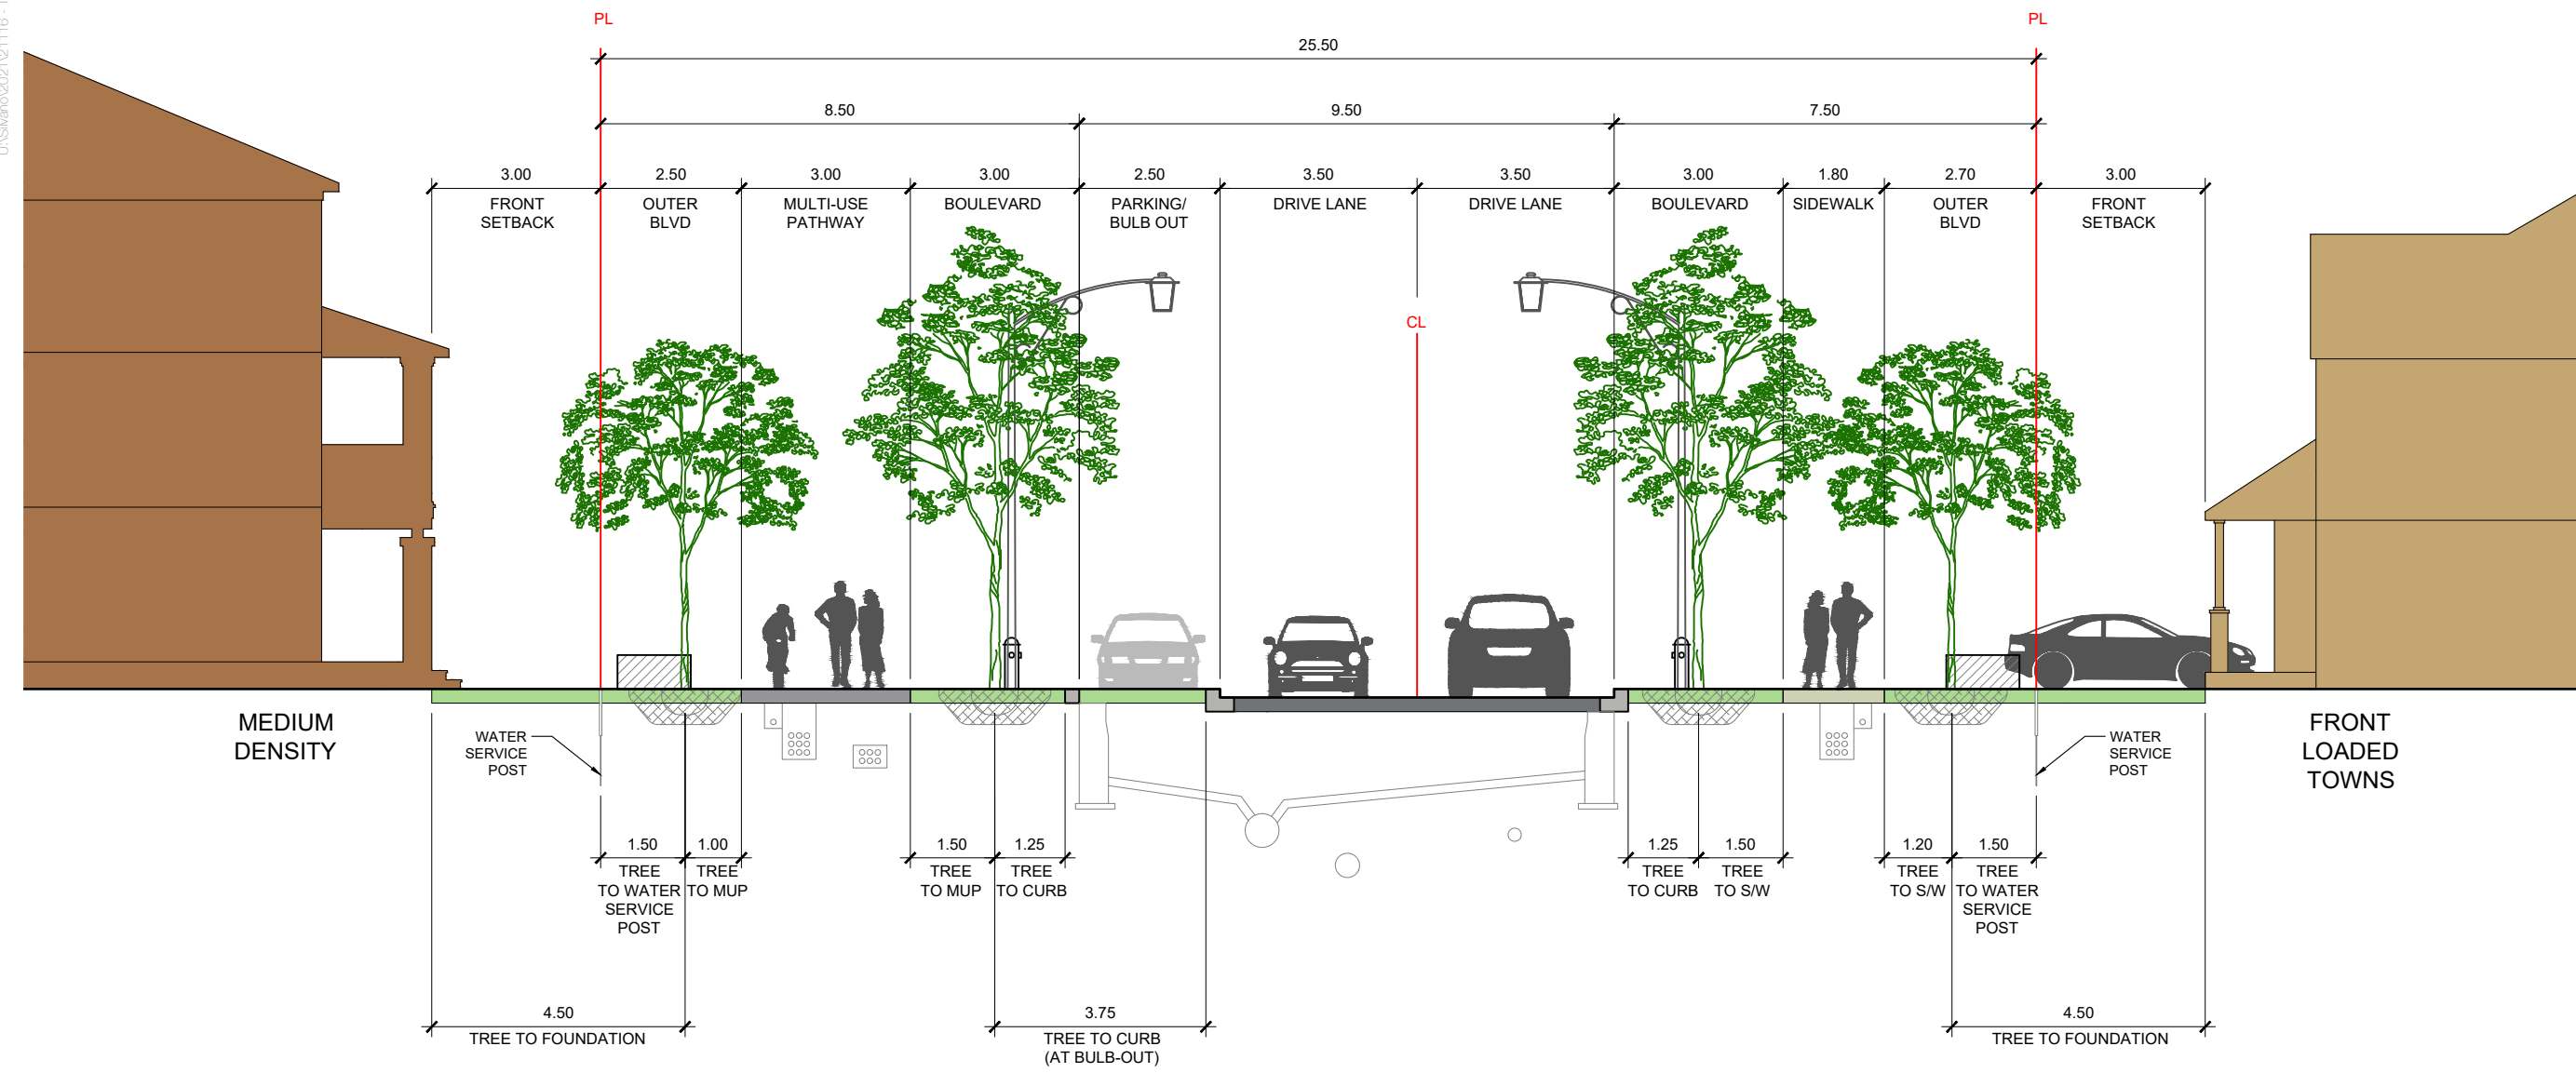 PL
PL
25.50
8.50
9.50
7.50
3.00
2.50
3.00
3.00
2.50
3.50
3.50
3.00
1.80
2.70
3.00
FRONT
SETBACK
OUTER
BLVD
MULTI-USE
PATHWAY
BOULEVARD
PARKING/
BULB OUT
DRIVE LANE
DRIVE LANE
BOULEVARD
SIDEWALK
OUTER
BLVD
FRONT
SETBACK
CL
MEDIUM
DENSITY
WATER
SERVICE
POST
WATER
SERVICE
POST
FRONT
LOADED
TOWNS
1.50
TREE
TO WATER
SERVICE
POST
1.00
TREE
TO MUP
1.50
TREE
TO MUP
1.25
TREE
TO CURB
1.25
TREE
TO CURB
1.50
TREE
TO S/W
1.20
TREE
TO S/W
1.50
TREE
TO WATER
SERVICE
POST
4.50
TREE TO FOUNDATION
3.75
TREE TO CURB
(AT BULB-OUT)
4.50
TREE TO FOUNDATION